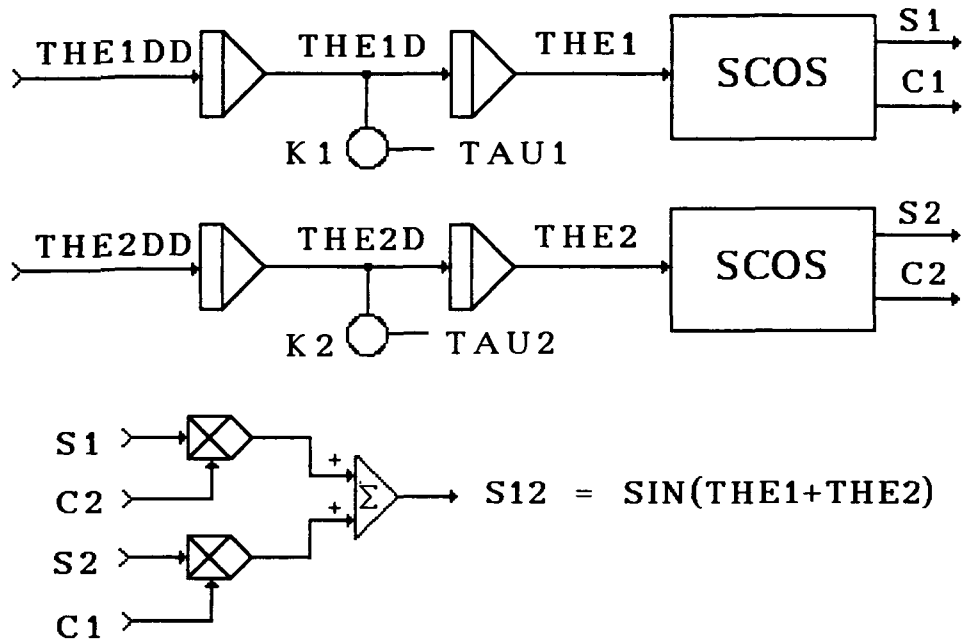 THE1DD THE1D THE1 SCOS S1
C1
K1 TAU1
THE2DD THE2D THE2 SCOS S2
C2
K2 TAU2
S1
+
C2
Σ S12 = SIN(THE1+THE2)
+
S2
C1